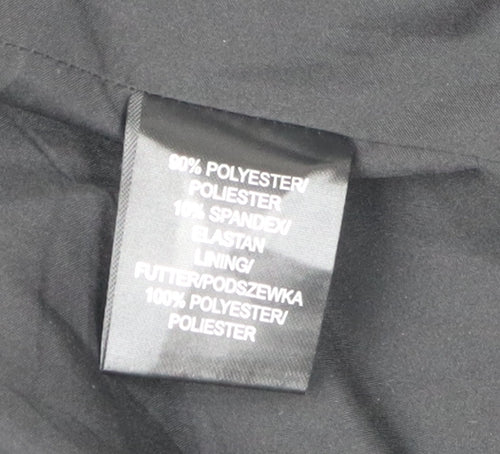 90% POLYESTER/
POLIESTER
10% SPANDEX/
ELASTAN
LINING/
FUTTER/PODSZEWKA
100% POLYESTER/
POLIESTER